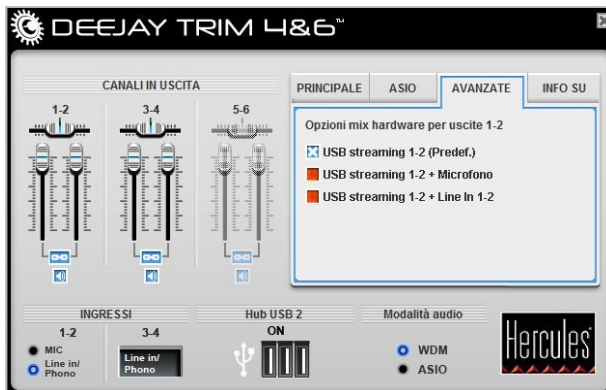 DEEJAY TRIM 4&6™
CANALI IN USCITA
1-2 3-4 5-6
PRINCIPALE ASIO AVANZATE INFO SU
Opzioni mix hardware per uscite 1-2
USB streaming 1-2 (Predef.)
USB streaming 1-2 + Microfono
USB streaming 1-2 + Line In 1-2
INGRESSI
1-2 3-4
MIC
Line in/
Phono
Line in/
Phono
Hub USB 2
ON
Modalità audio
WDM
ASIO
Hercules